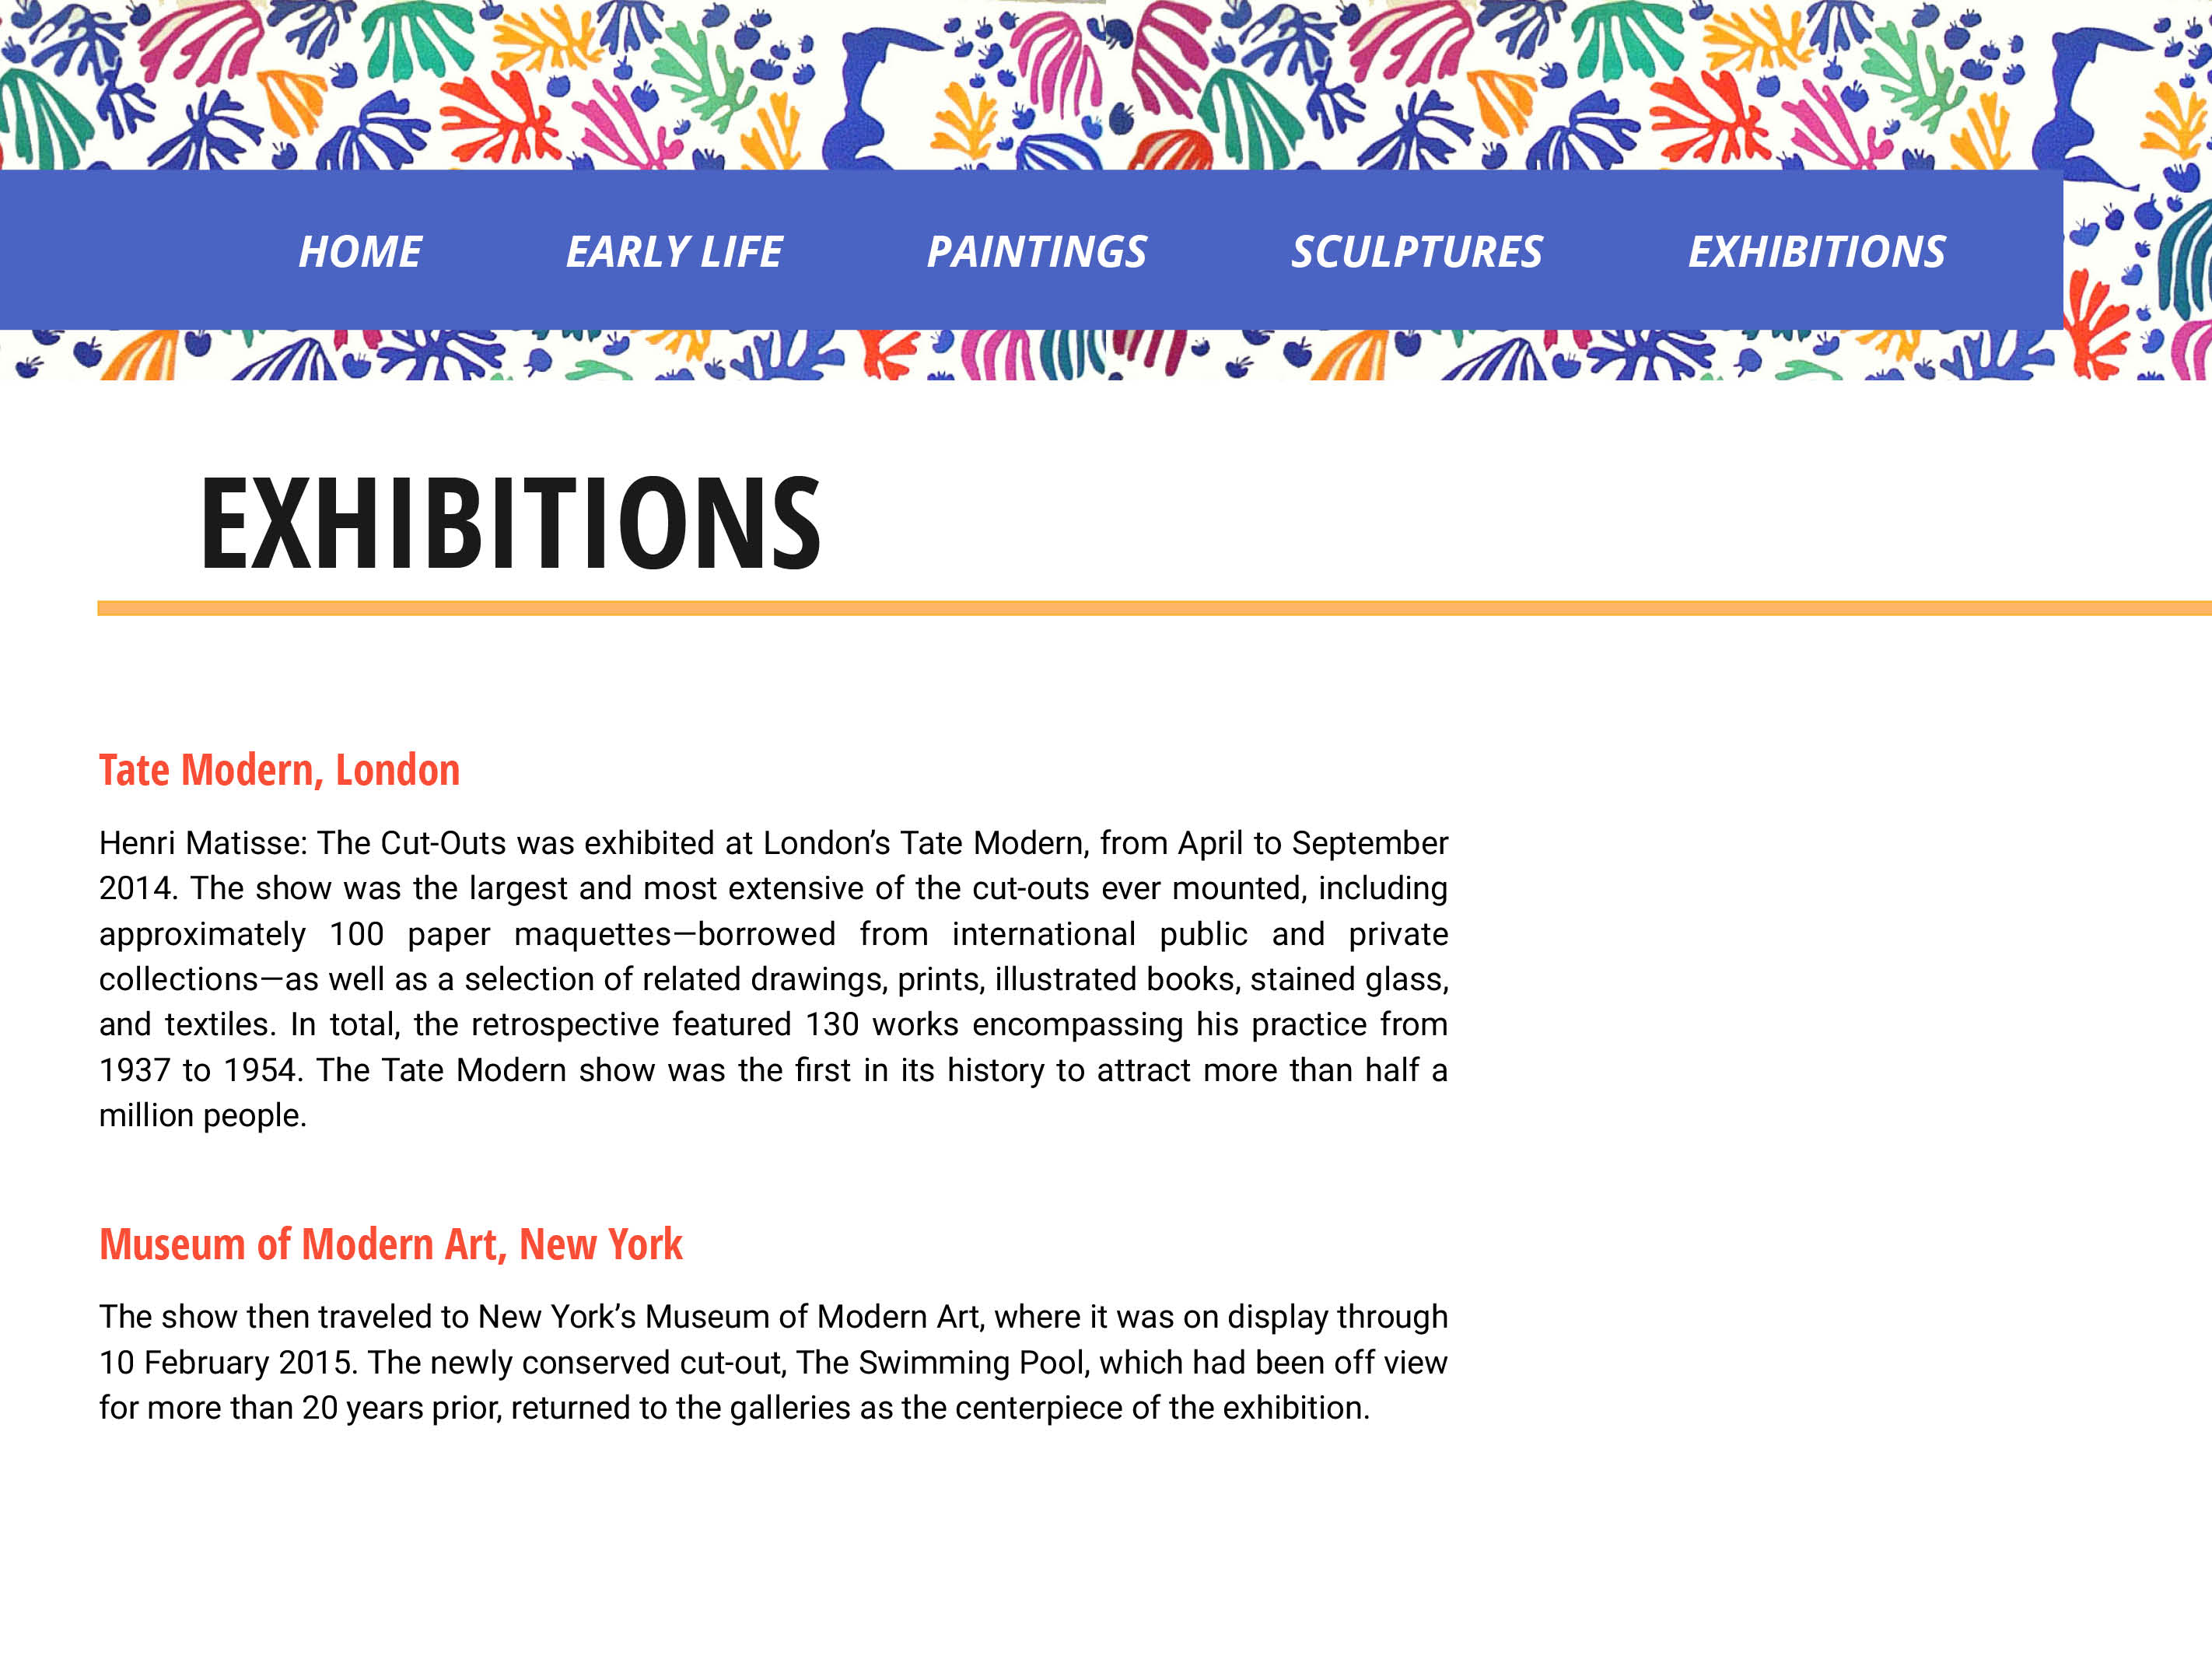 HOME EARLY LIFE PAINTINGS SCULPTURES EXHIBITIONS
EXHIBITIONS
Tate Modern, London
Henri Matisse: The Cut-Outs was exhibited at London’s Tate Modern, from April to September
2014. The show was the largest and most extensive of the cut-outs ever mounted, including
approximately 100 paper maquettes—borrowed from international public and private
collections—as well as a selection of related drawings, prints, illustrated books, stained glass,
and textiles. In total, the retrospective featured 130 works encompassing his practice from
1937 to 1954. The Tate Modern show was the first in its history to attract more than half a
million people.
Museum of Modern Art, New York
The show then traveled to New York’s Museum of Modern Art, where it was on display through
10 February 2015. The newly conserved cut-out, The Swimming Pool, which had been off view
for more than 20 years prior, returned to the galleries as the centerpiece of the exhibition.